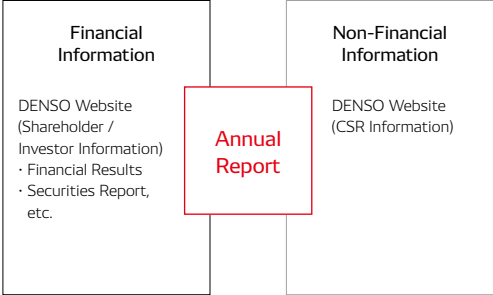 Financial
Information
DENSO Website
(Shareholder /
Investor Information)
・Financial Results
・Securities Report,
etc.
Annual
Report
Non-Financial
Information
DENSO Website
(CSR Information)